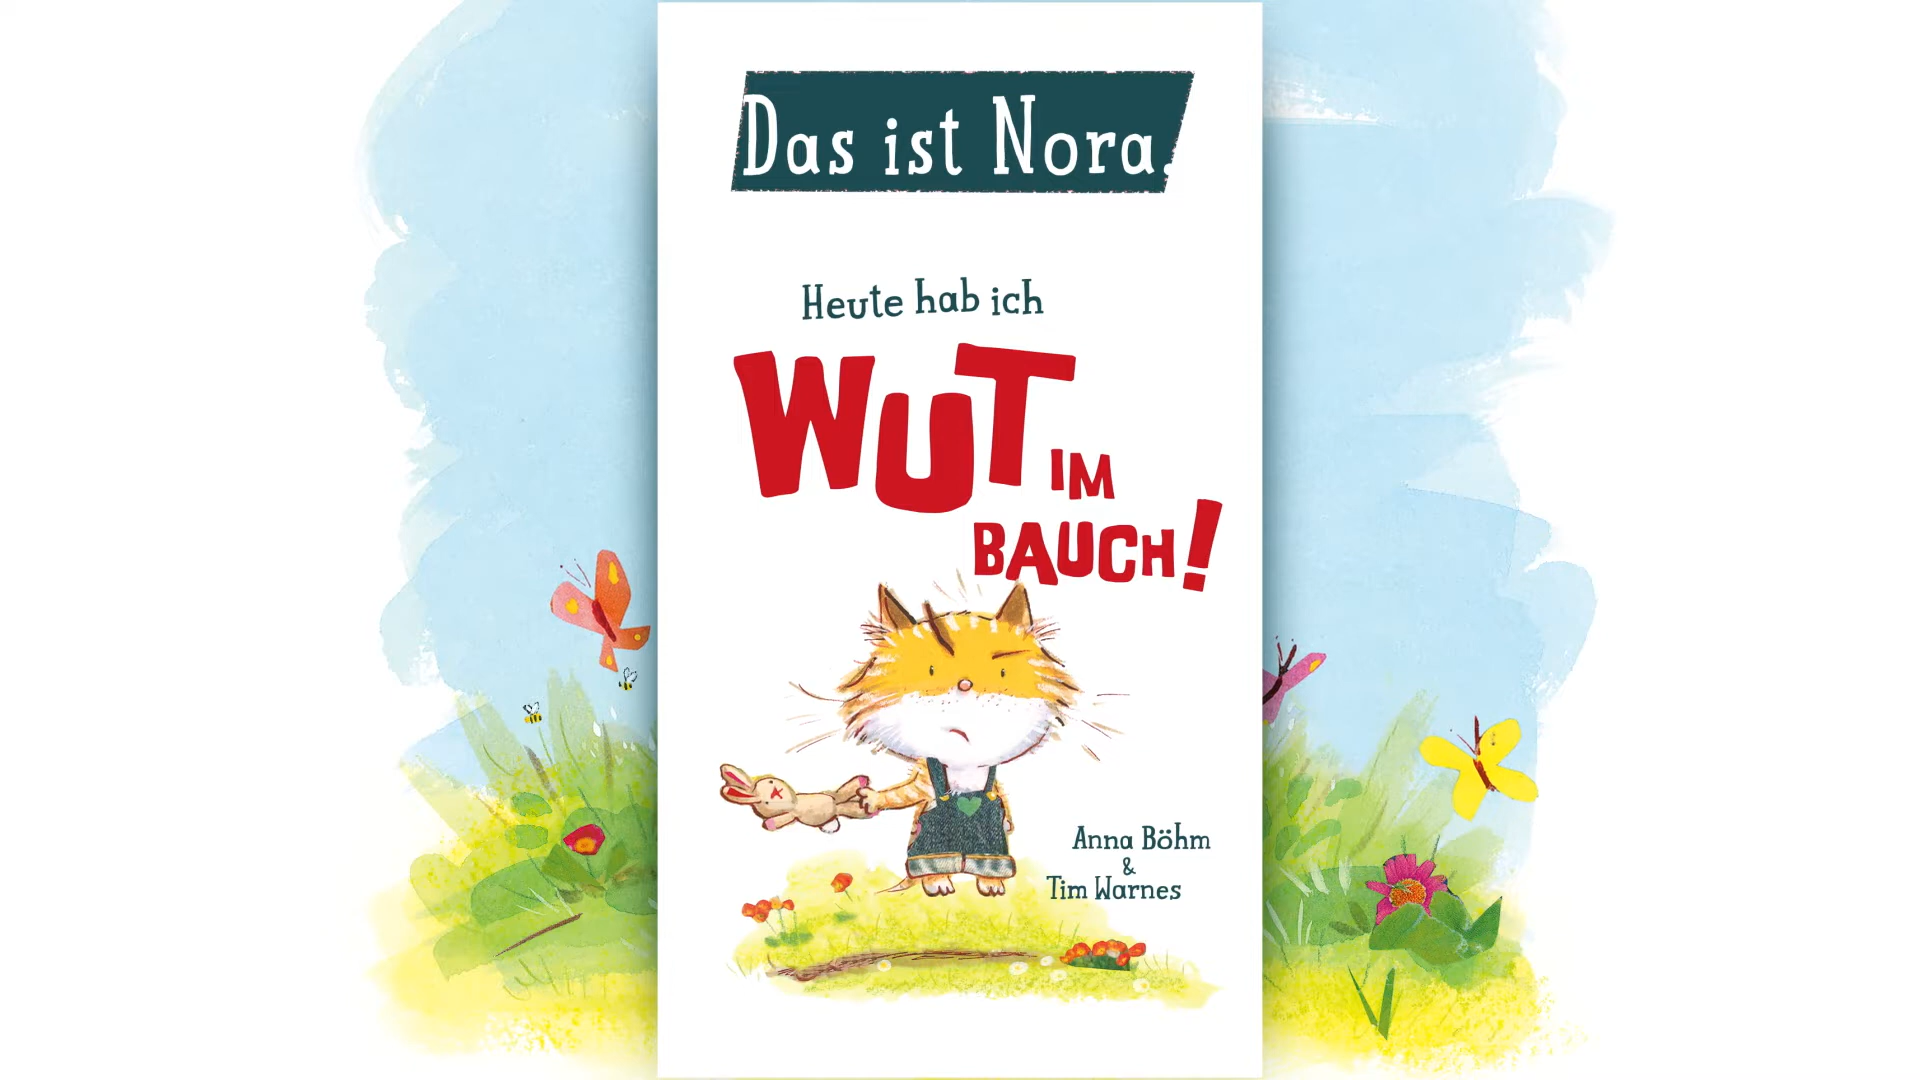 Das ist Nora.
Heute hab ich
WUT IM
BAUCH!
Anna Böhm
&
Tim Warnes